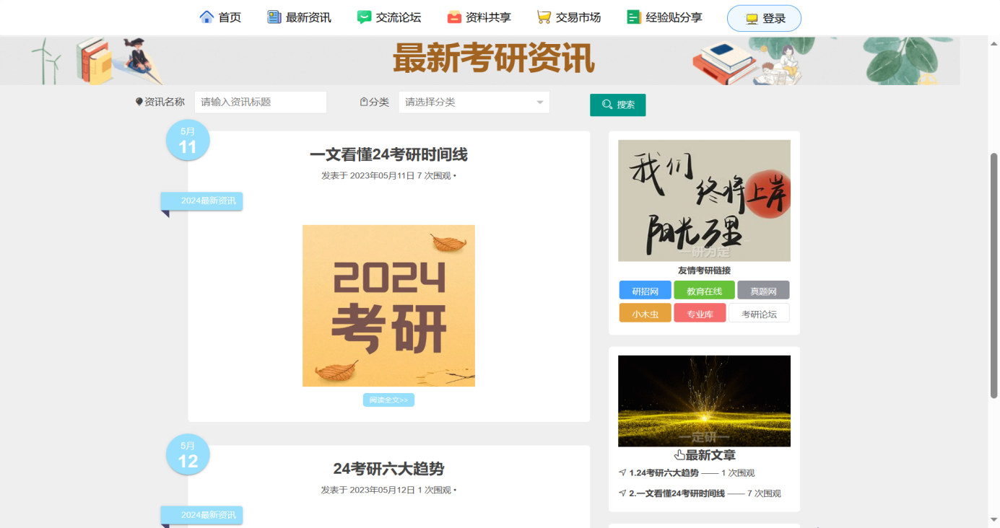 首页 最新资讯 交流论坛 资料共享 交易市场 经验贴分享 登录
最新考研资讯
资讯名称 请输入资讯标题 分类 请选择分类 搜索
5月
11
一文看懂24考研时间线
发表于 2023年05月11日 7 次围观 •
2024最新资讯
2024
考研
阅读全文>>
5月
12
24考研六大趋势
发表于 2023年05月12日 1 次围观 •
2024最新资讯
我们
终将上岸
阳光万里
一研为定
友情考研链接
研招网 教育在线 真题网
小木虫 专业库 考研论坛
一定研一
最新文章
1.24考研六大趋势 —— 1 次围观
2.一文看懂24考研时间线 —— 7 次围观